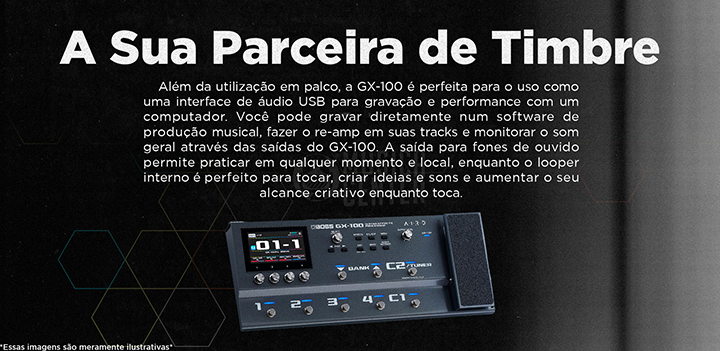 A Sua Parceira de Timbre
Além da utilização em palco, a GX-100 é perfeita para o uso como
uma interface de áudio USB para gravação e performance com um
computador. Você pode gravar diretamente num software de
produção musical, fazer o re-amp em suas tracks e monitorar o som
geral através das saídas do GX-100. A saída para fones de ouvido
permite praticar em qualquer momento e local, enquanto o looper
interno é perfeito para tocar, criar ideias e sons e aumentar o seu
alcance criativo enquanto toca.
BOSS GX-100
AIRD
01-1
BANK C2/TUNER
1 2 3 4 C1
*Essas imagens são meramente ilustrativas*